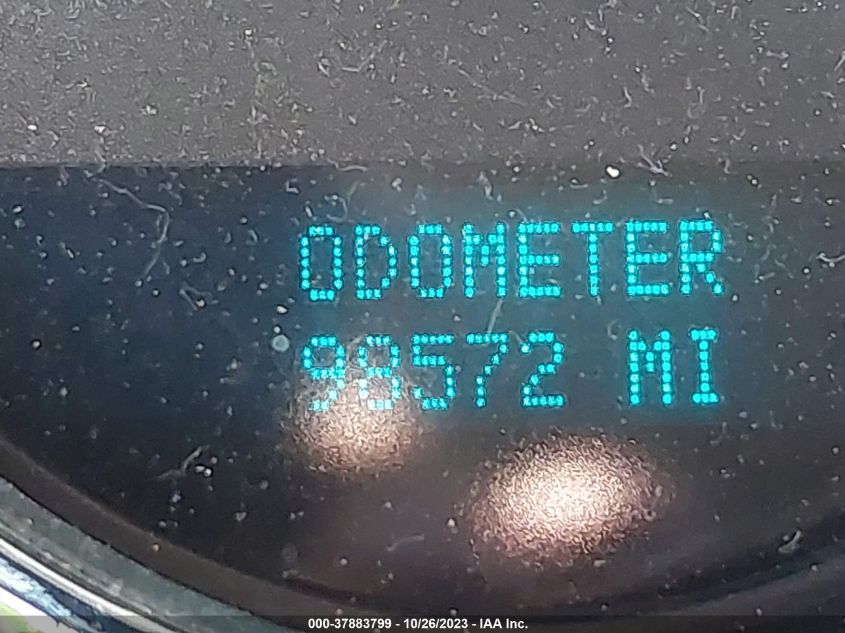 ODOMETER
98572 MI
000-37883799 - 10/26/2023 - IAA Inc.